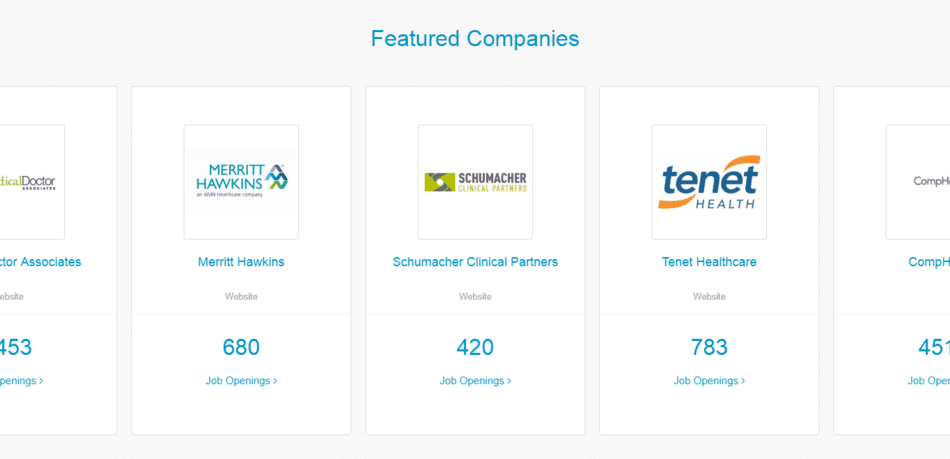 Featured Companies
dicalDoctor
ASSOCIATES
ctor Associates
ebsite
453
penings >
MERRITT
HAWKINS
an AMN Healthcare company
Merritt Hawkins
Website
680
Job Openings >
SCHUMACHER
CLINICAL PARTNERS
Schumacher Clinical Partners
Website
420
Job Openings >
tenet
HEALTH
Tenet Healthcare
Website
783
Job Openings >
CompHe
CompH
451
Job Open